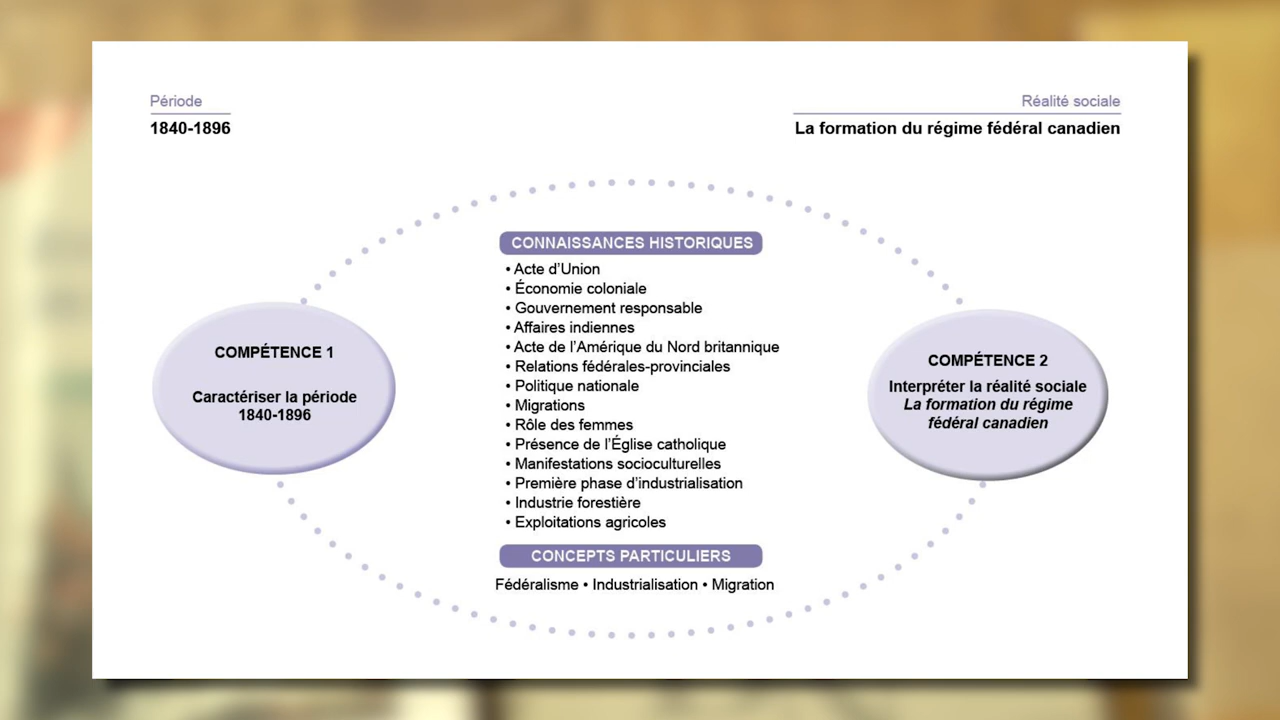 Période
1840-1896
Réalité sociale
La formation du régime fédéral canadien
CONNAISSANCES HISTORIQUES
• Acte d’Union
• Économie coloniale
• Gouvernement responsable
• Affaires indiennes
• Acte de l’Amérique du Nord britannique
• Relations fédérales-provinciales
• Politique nationale
• Migrations
• Rôle des femmes
• Présence de l’Église catholique
• Manifestations socioculturelles
• Première phase d’industrialisation
• Industrie forestière
• Exploitations agricoles
CONCEPTS PARTICULIERS
Fédéralisme • Industrialisation • Migration
COMPÉTENCE 1
Caractériser la période
1840-1896
COMPÉTENCE 2
Interpréter la réalité sociale
La formation du régime
fédéral canadien